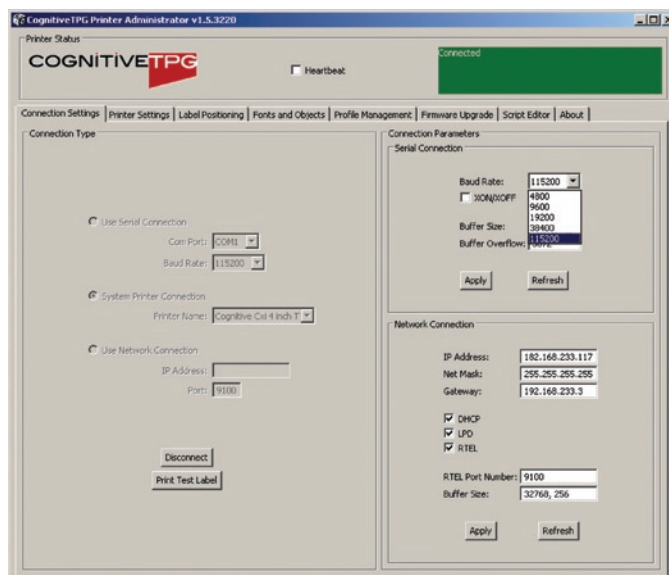 CognitiveTPG Printer Administrator v1.5.3220
Printer Status
COGNITIVETPG
Heartbeat
Connected
Connection Settings Printer Settings Label Positioning Fonts and Objects Profile Management Firmware Upgrade Script Editor About
Connection Type
Use Serial Connection
Com Port: COM1
Baud Rate: 115200
System Printer Connection
Printer Name: Cognitive Cxi 4 inch T
Use Network Connection
IP Address:
Port: 9100
Disconnect
Print Test Label
Connection Parameters
Serial Connection
Baud Rate: 115200
XON/XOFF
4800
9600
19200
38400
115200
Buffer Size:
Buffer Overflow:
Apply Refresh
Network Connection
IP Address: 182.168.233.117
Net Mask: 255.255.255.255
Gateway: 192.168.233.3
DHCP
LPD
RTEL
RTEL Port Number: 9100
Buffer Size: 32768, 256
Apply Refresh